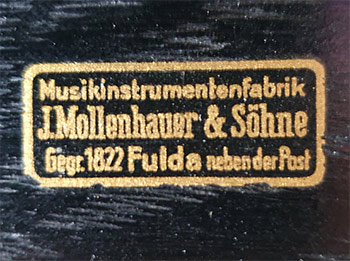 Musikinstrumentenfabrik
J. Mollenhauer & Söhne
Gegr. 1822 Fulda neben der Post